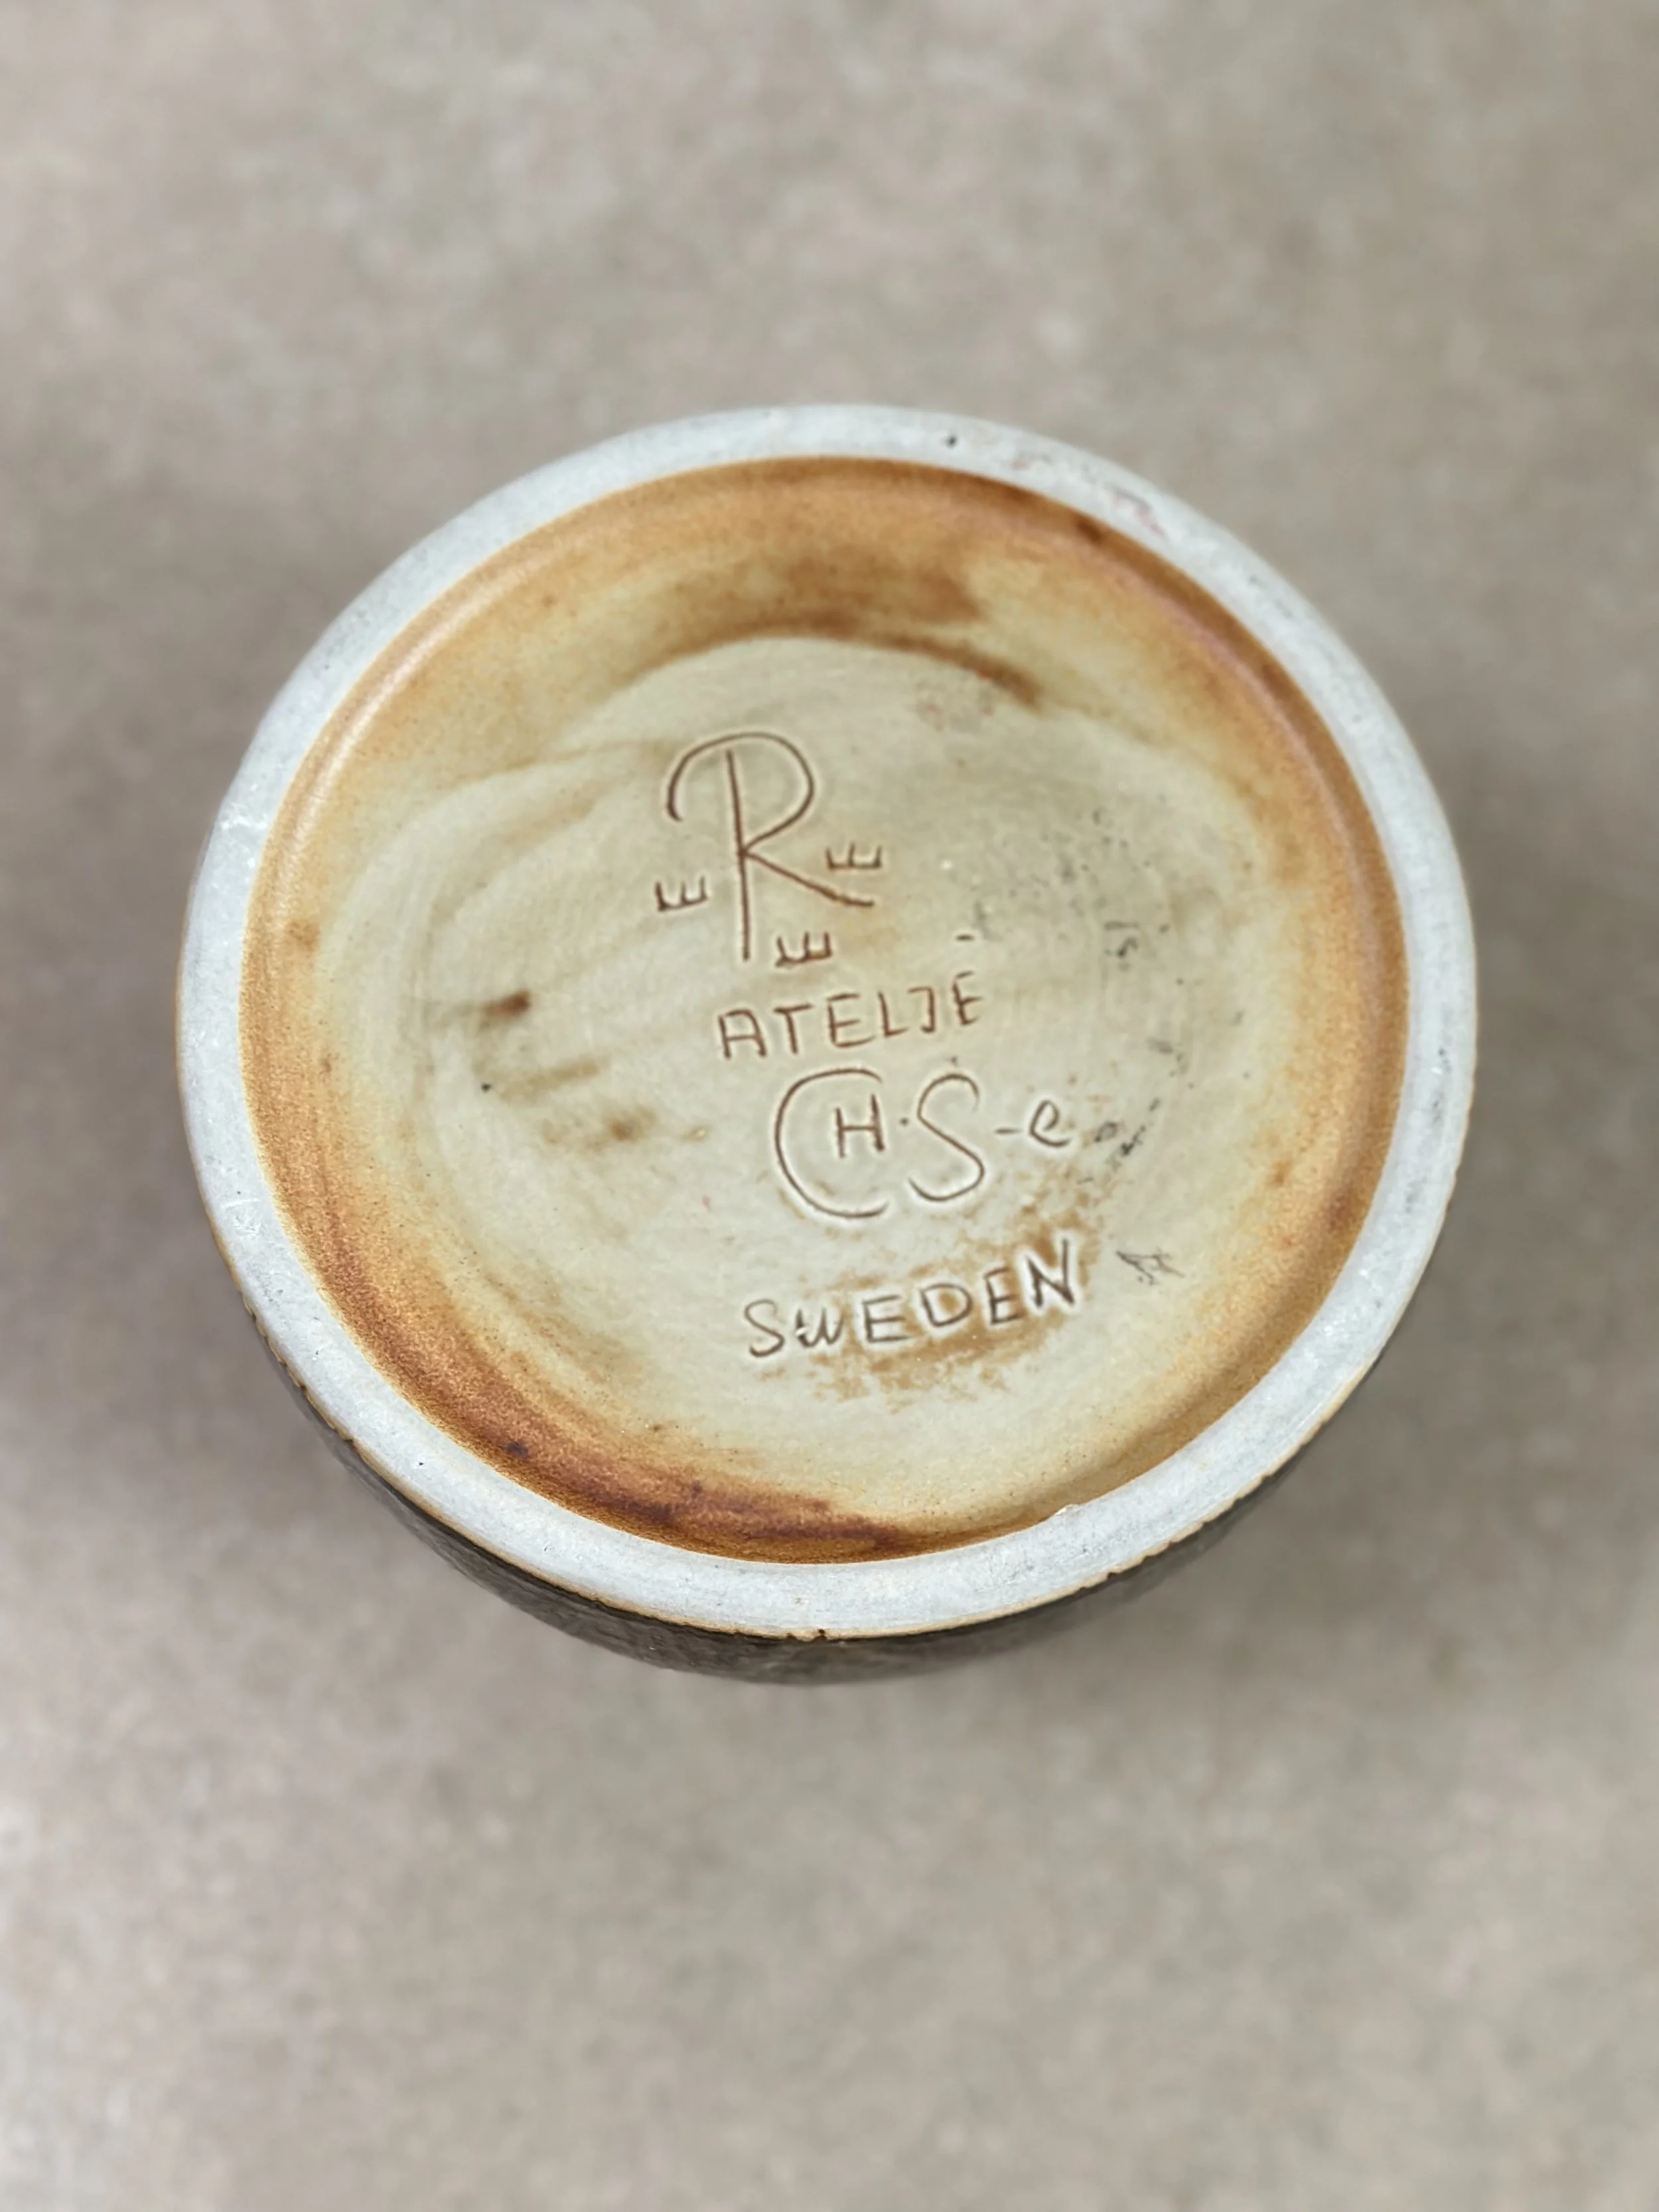 R
E E
E
ATELJE
CH.S-e
SWEDEN